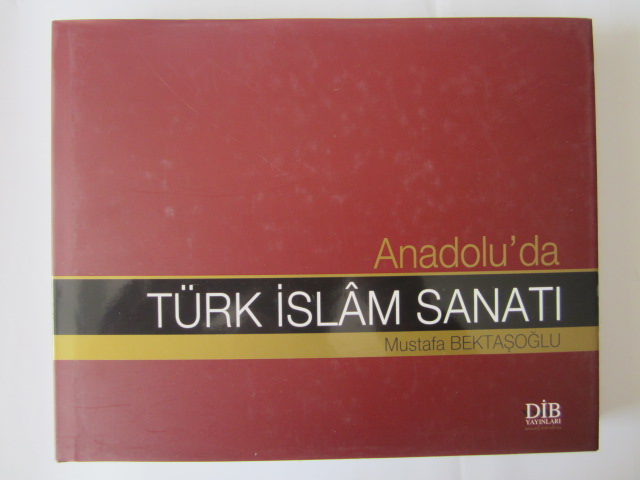 Anadolu'da
TÜRK İSLÂM SANATI
Mustafa BEKTAŞOĞLU
DİB
YAYINLARI